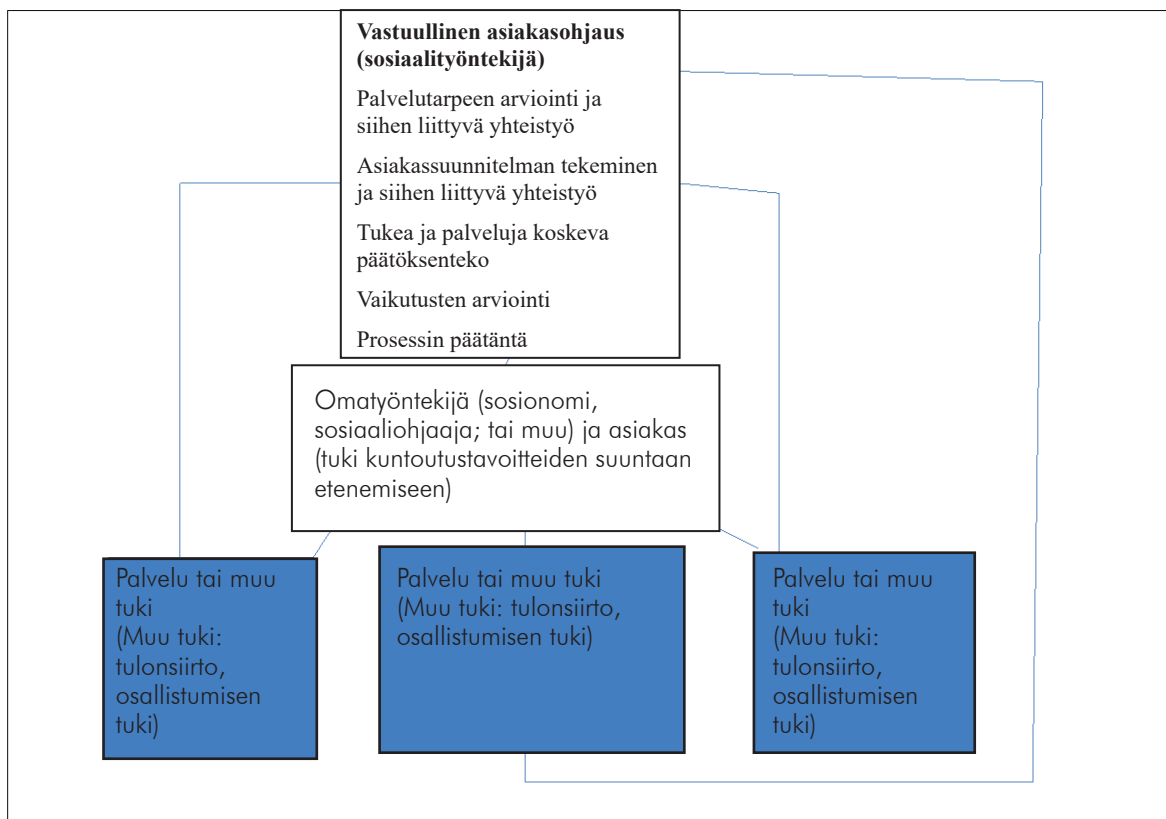 Vastuullinen asiakasohjaus
(sosiaalityöntekijä)
Palvelutarpeen arviointi ja
siihen liittyvä yhteistyö
Asiakassuunnitelman tekeminen
ja siihen liittyvä yhteistyö
Tukea ja palveluja koskeva
päätöksenteko
Vaikutusten arviointi
Prosessin päätäntä
Omatyöntekijä (sosionomi,
sosiaaliohjaaja; tai muu) ja asiakas
(tuki kuntoutustavoitteiden suuntaan
etenemiseen)
Palvelu tai muu
tuki
(Muu tuki:
tulonsiirto,
osallistumisen
tuki)
Palvelu tai muu tuki
(Muu tuki: tulonsiirto,
osallistumisen tuki)
Palvelu tai muu
tuki
(Muu tuki:
tulonsiirto,
osallistumisen
tuki)